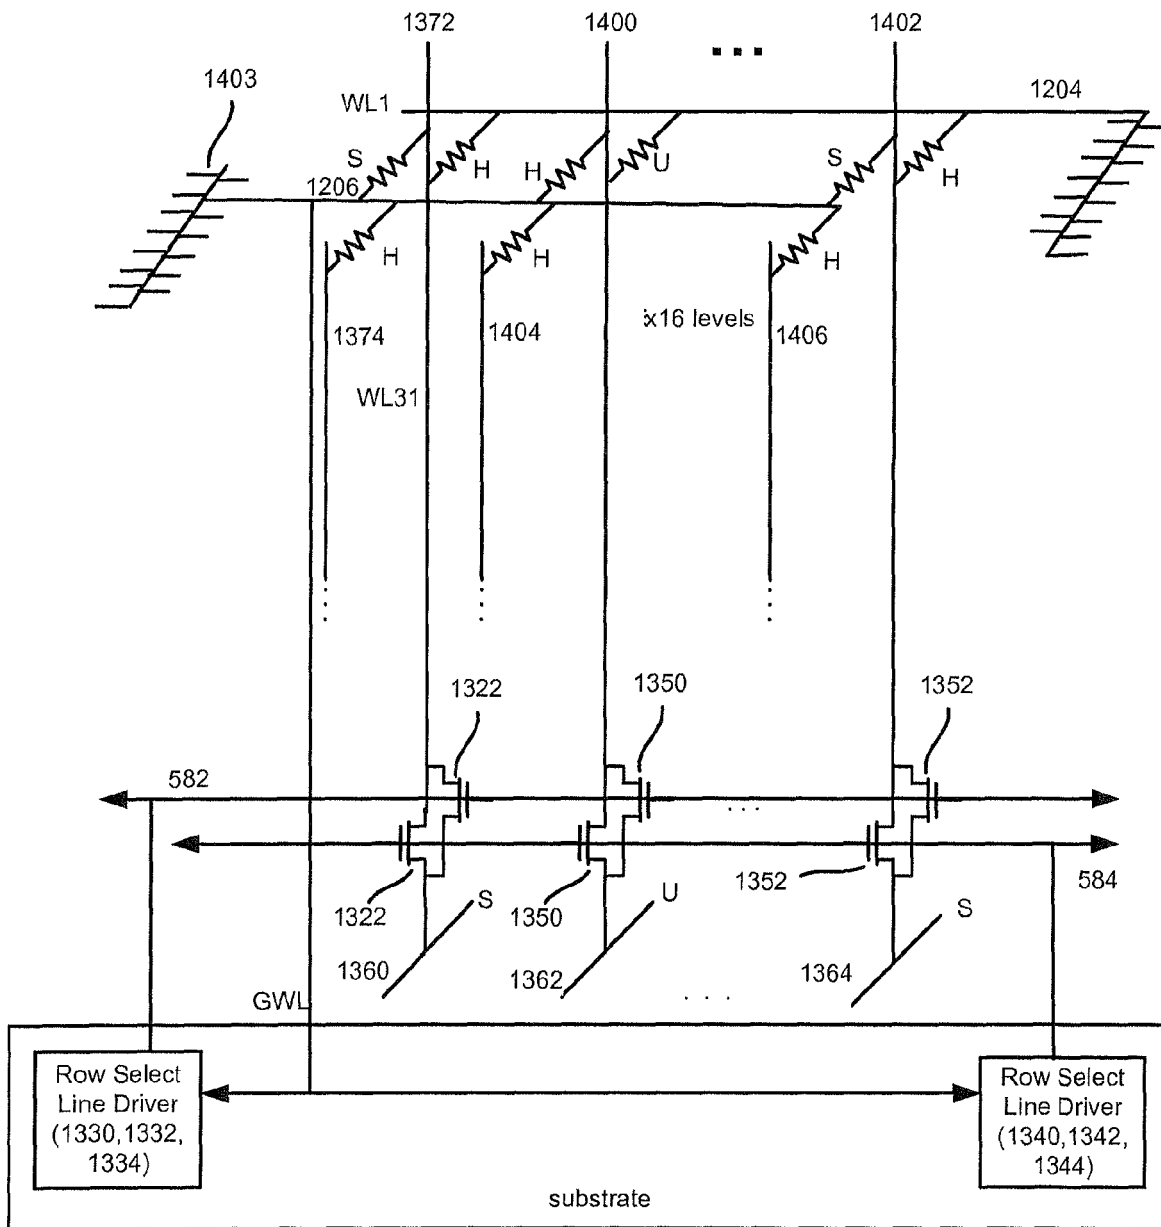 1372
1400
1402
1403
WL1
1204
S
H
H
U
S
H
1206
H
H
H
1374
1404
x16 levels
1406
WL31
1322
1350
1352
582
1322
1350
1352
584
S
U
S
1360
1362
1364
GWL
Row Select
Line Driver
(1330,1332,
1334)
Row Select
Line Driver
(1340,1342,
1344)
substrate